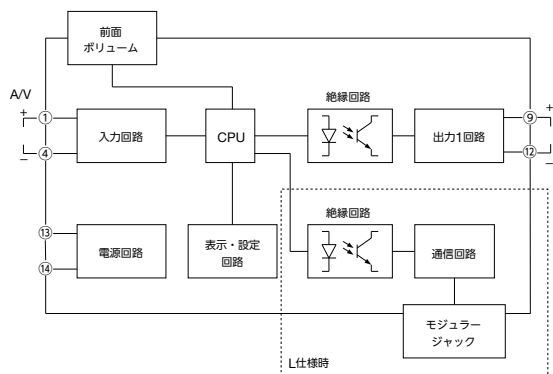 前面
ボリューム
A/V
+
①
④
−
入力回路
CPU
絶縁回路
出力1回路
⑨
+
⑫
−
⑬
⑭
電源回路
表示・設定
回路
絶縁回路
通信回路
モジュラー
ジャック
L仕様時